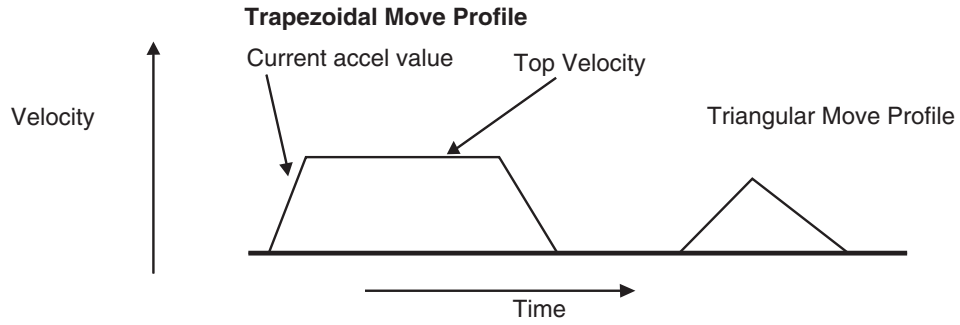 Trapezoidal Move Profile
Current accel value
Top Velocity
Velocity
Triangular Move Profile
Time